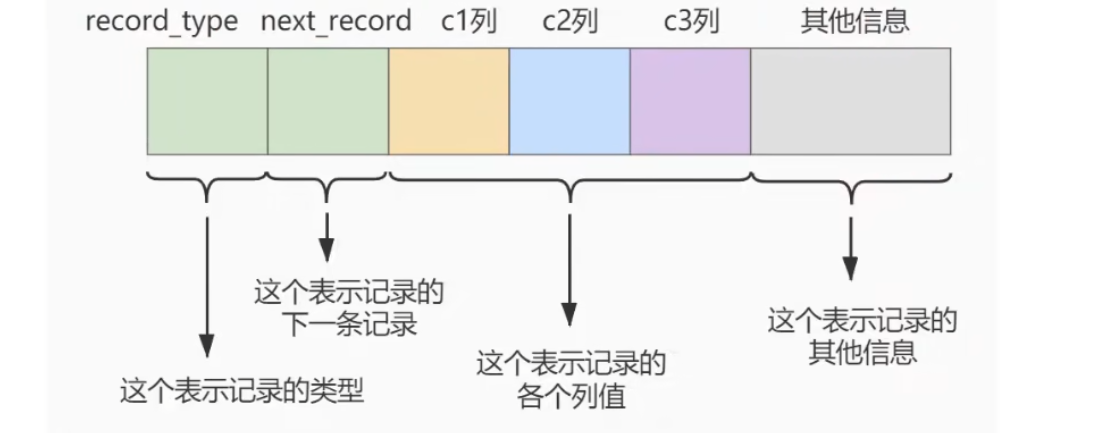 record_type next_record c1列 c2列 c3列 其他信息
这个表示记录的
下一条记录
这个表示记录的
其他信息
这个表示记录的
各个列值
这个表示记录的类型